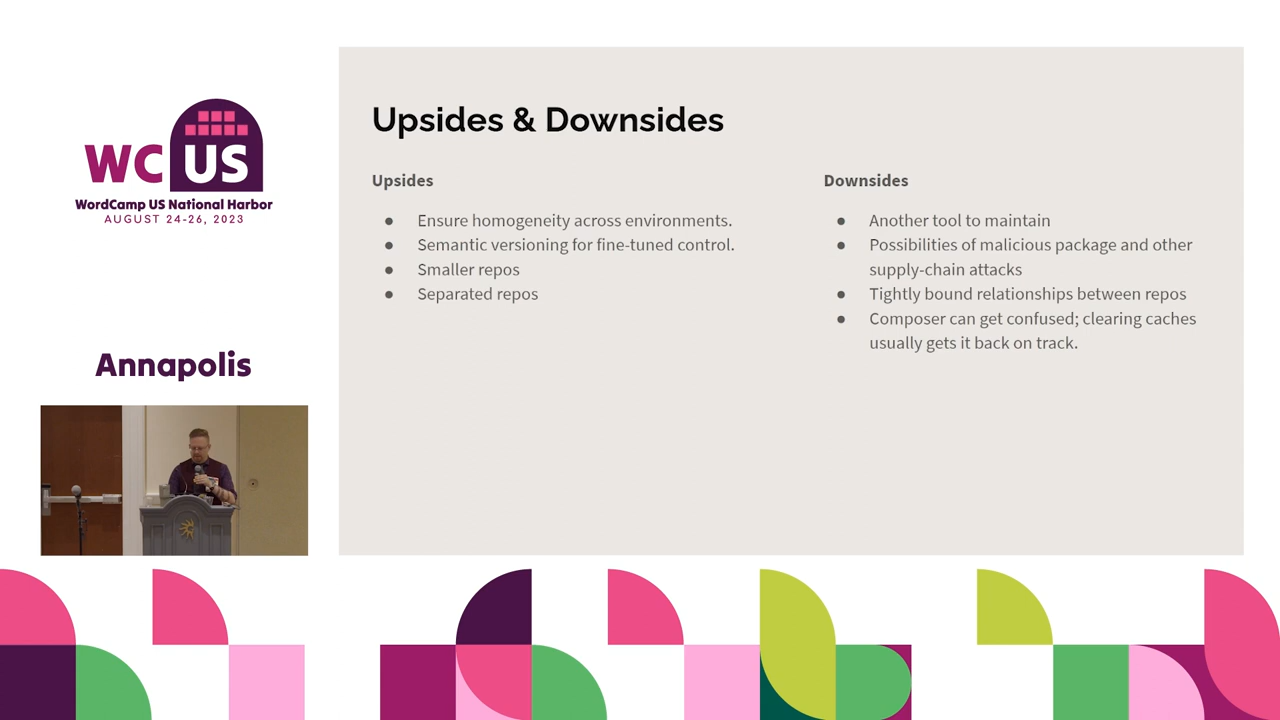 WC US
WordCamp US National Harbor
AUGUST 24-26, 2023
Annapolis
Upsides & Downsides
Upsides
● Ensure homogeneity across environments.
● Semantic versioning for fine-tuned control.
● Smaller repos
● Separated repos
Downsides
● Another tool to maintain
● Possibilities of malicious package and other
supply-chain attacks
● Tightly bound relationships between repos
● Composer can get confused; clearing caches
usually gets it back on track.